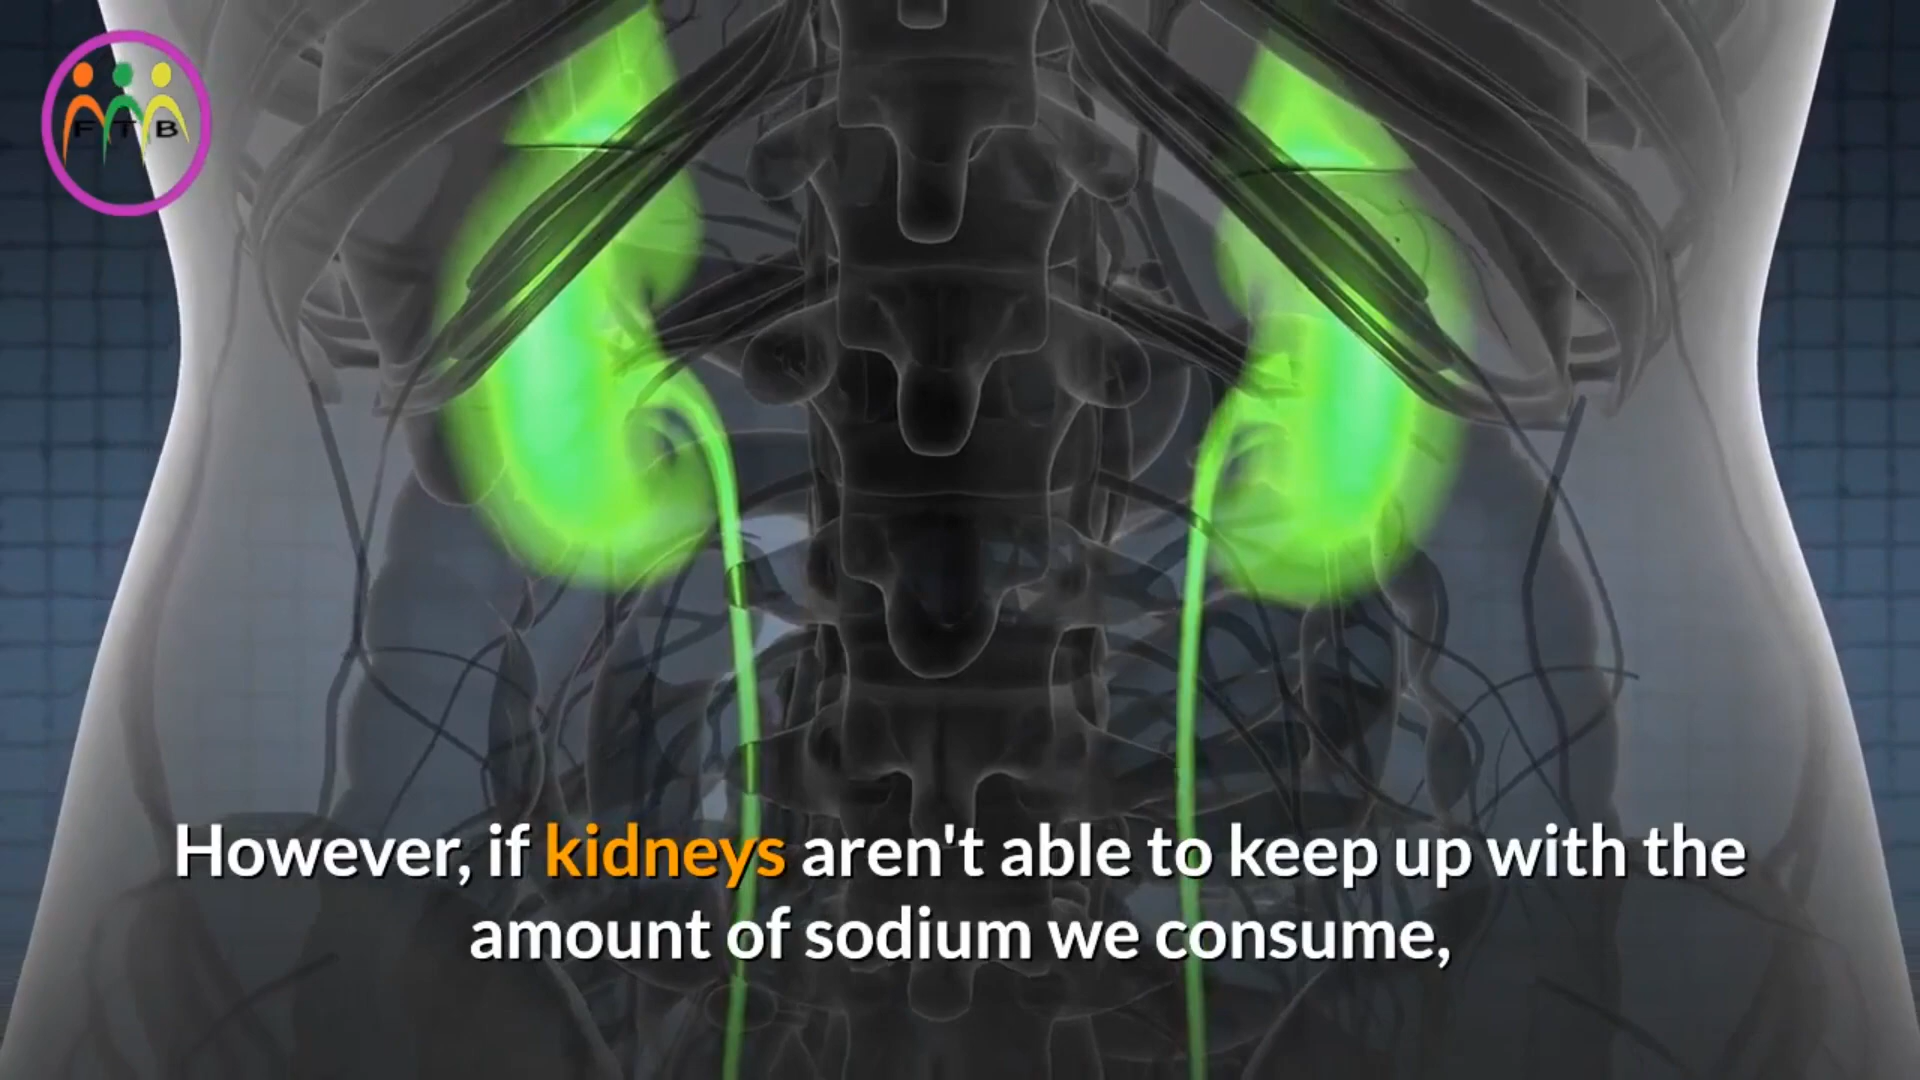 F T B
However, if kidneys aren't able to keep up with the
amount of sodium we consume,